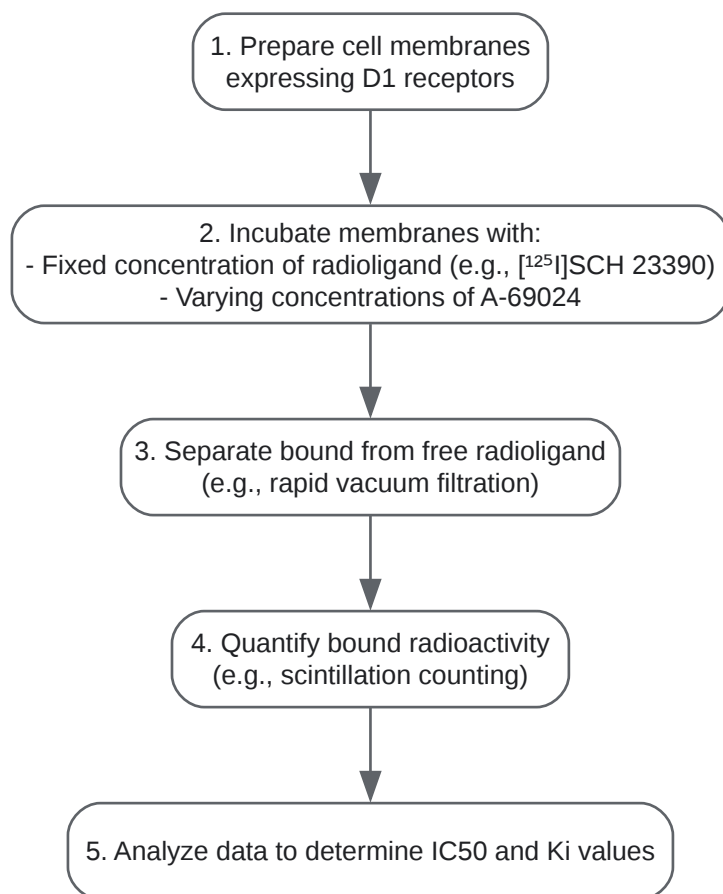 1. Prepare cell membranes
expressing D1 receptors
2. Incubate membranes with:
- Fixed concentration of radioligand (e.g., [¹²⁵I]SCH 23390)
- Varying concentrations of A-69024
3. Separate bound from free radioligand
(e.g., rapid vacuum filtration)
4. Quantify bound radioactivity
(e.g., scintillation counting)
5. Analyze data to determine IC50 and Ki values